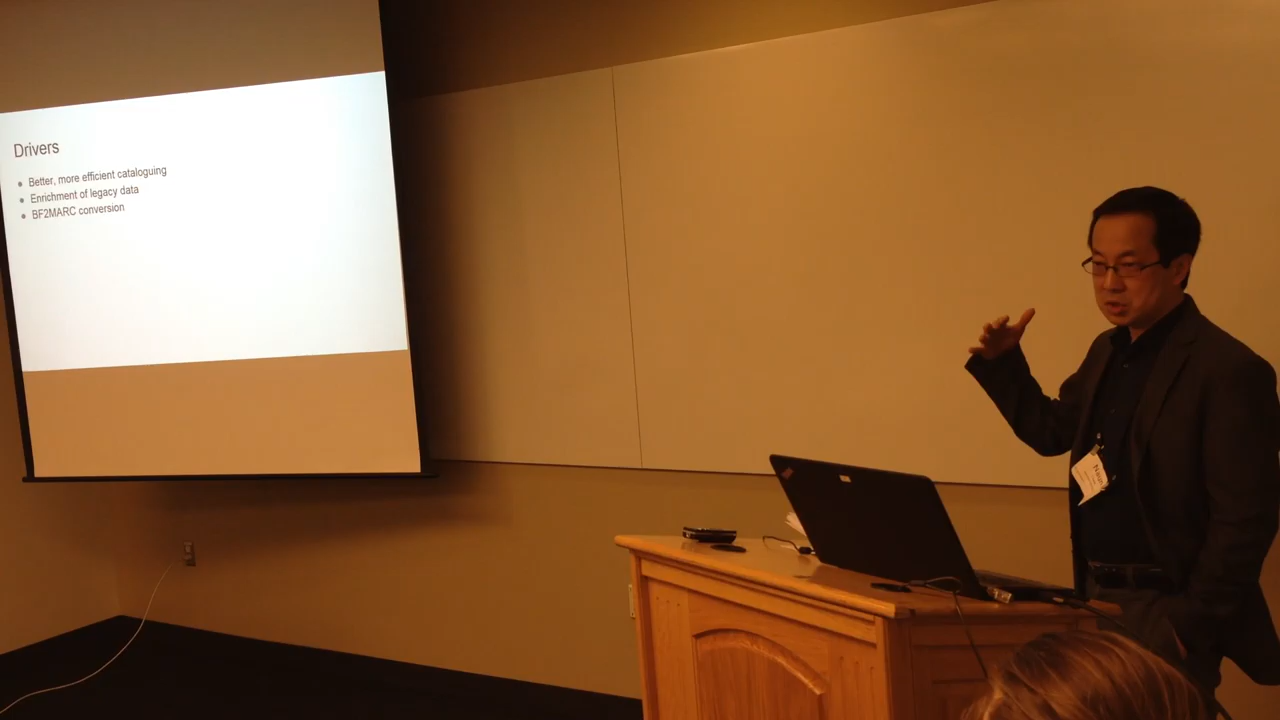 Drivers
Better, more efficient cataloguing
Enrichment of legacy data
BF2MARC conversion